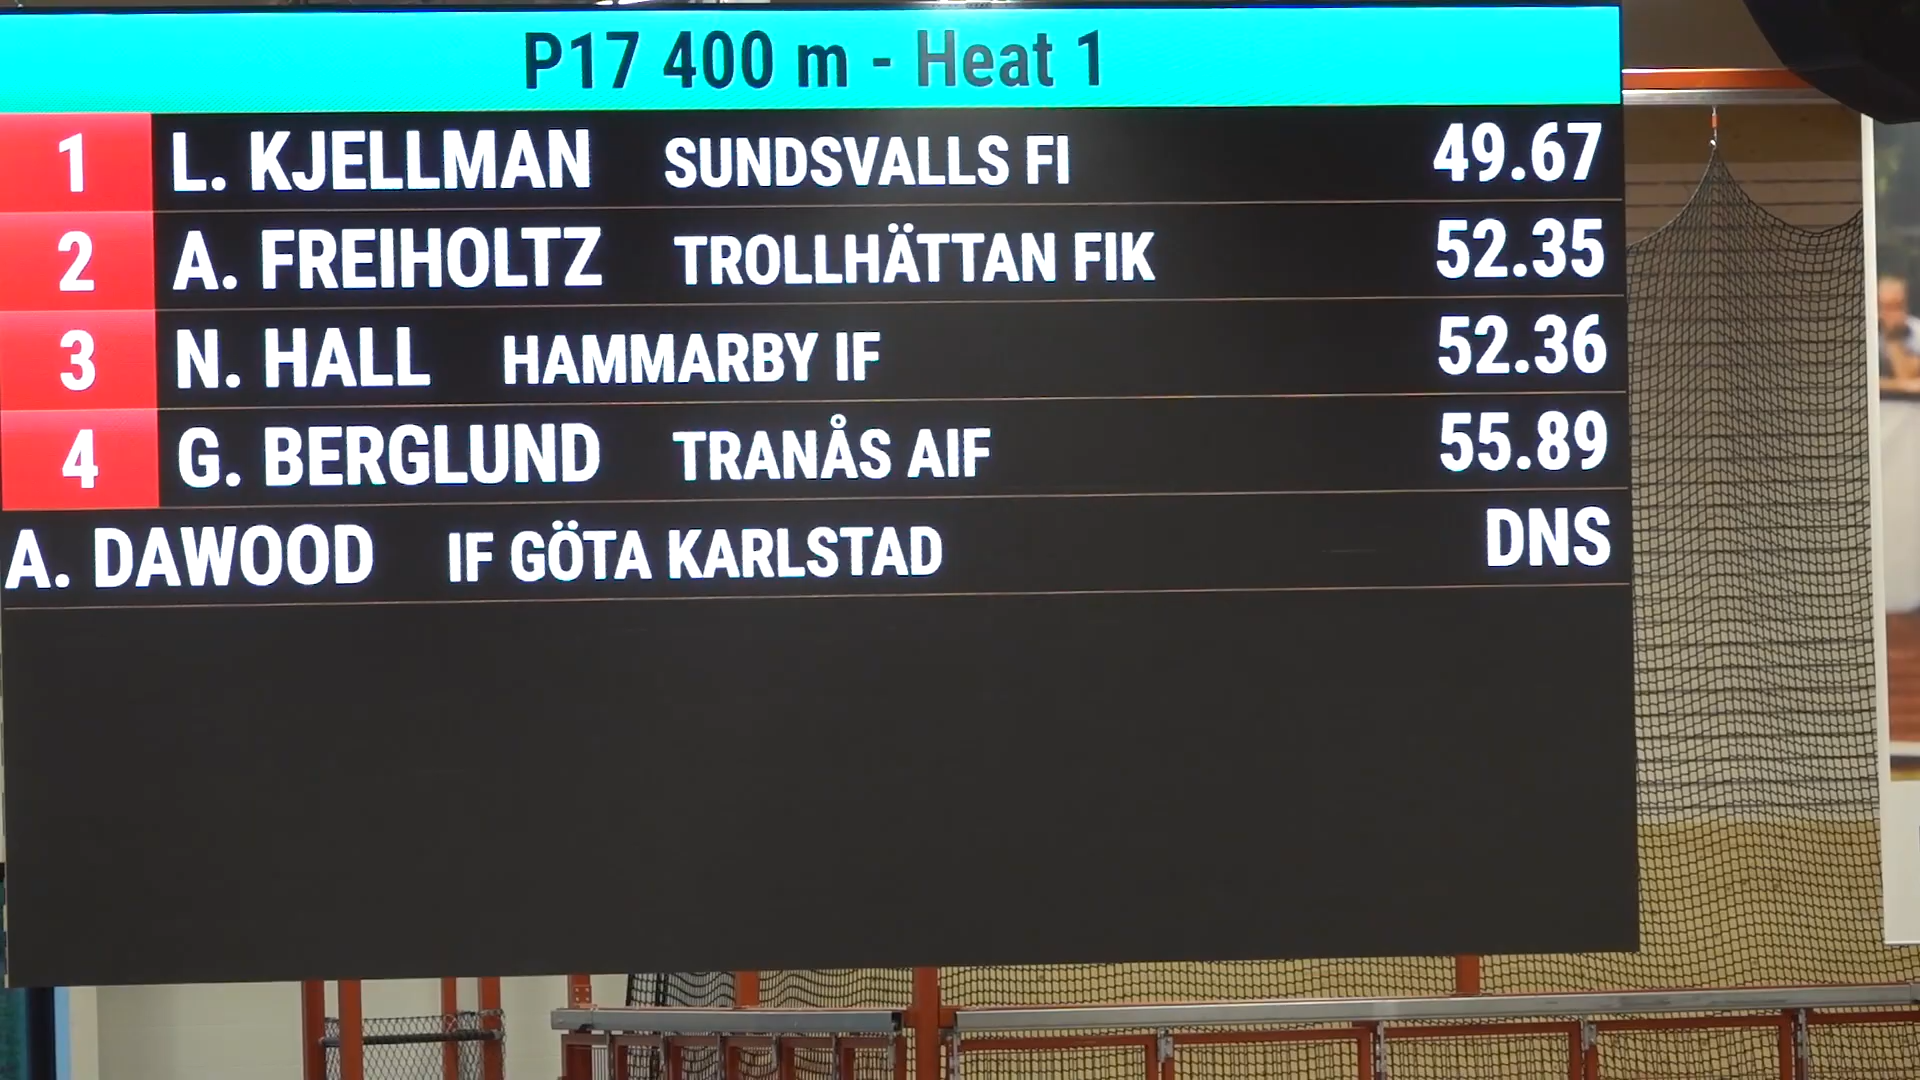 P17 400 m - Heat 1
1 L. KJELLMAN SUNDSVALLS FI 49.67
2 A. FREIHOLTZ TROLLHÄTTAN FIK 52.35
3 N. HALL HAMMARBY IF 52.36
4 G. BERGLUND TRANÅS AIF 55.89
A. DAWOOD IF GÖTA KARLSTAD DNS